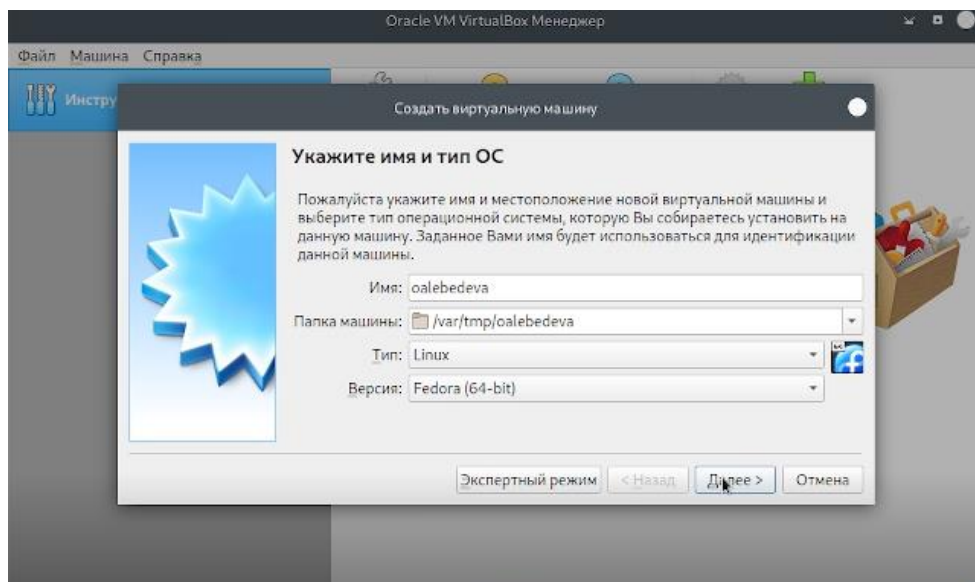 Oracle VM VirtualBox Менеджер
Файл Машина Справка
Инстру
Создать виртуальную машину
Укажите имя и тип ОС
Пожалуйста укажите имя и местоположение новой виртуальной машины и
выберите тип операционной системы, которую Вы собираетесь установить на
данную машину. Заданное Вами имя будет использоваться для идентификации
данной машины.
Имя: oalebedeva
Папка машины: /var/tmp/oalebedeva
Тип: Linux
Версия: Fedora (64-bit)
Экспертный режим < Назад Далее > Отмена